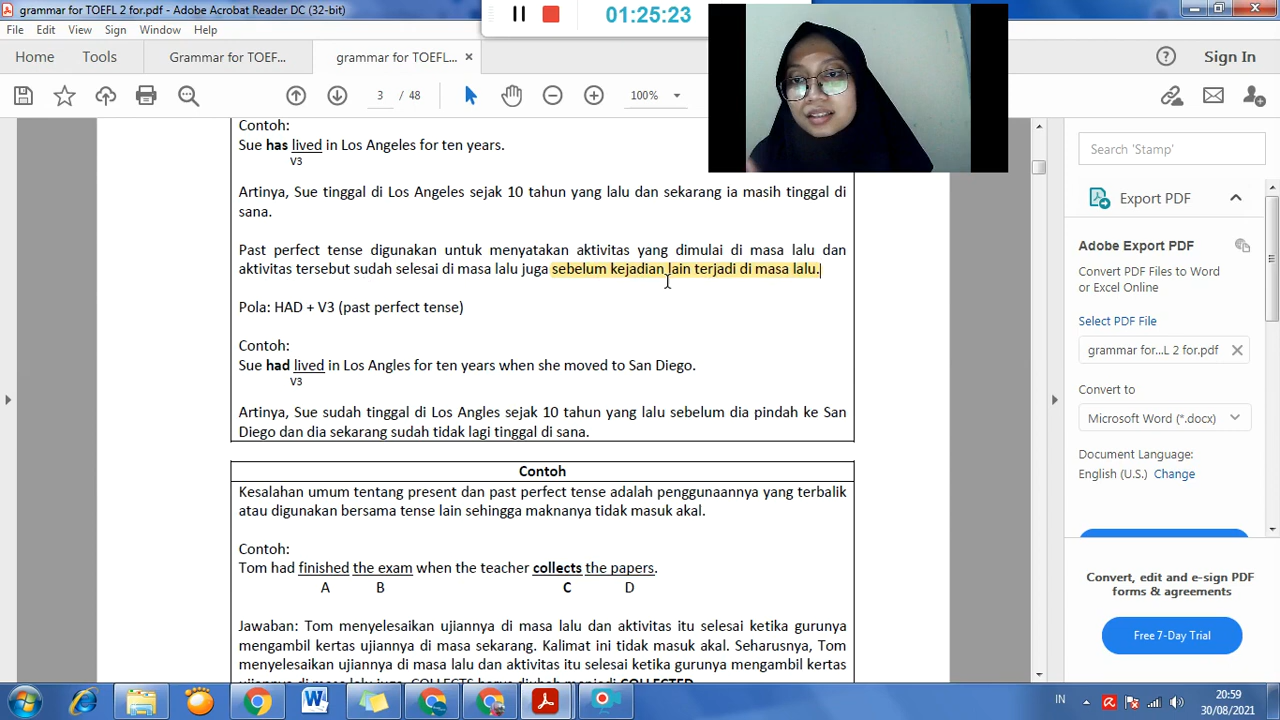 grammar for TOEFL 2 for.pdf - Adobe Acrobat Reader DC (32-bit)
01:25:23
File Edit View Sign Window Help
Home Tools Grammar for TOEF... grammar for TOEFL... Sign In
3 / 48 100%
Contoh:
Sue has lived in Los Angeles for ten years.
V3
Artinya, Sue tinggal di Los Angeles sejak 10 tahun yang lalu dan sekarang ia masih tinggal di
sana.
Past perfect tense digunakan untuk menyatakan aktivitas yang dimulai di masa lalu dan
aktivitas tersebut sudah selesai di masa lalu juga sebelum kejadian lain terjadi di masa lalu.
Pola: HAD + V3 (past perfect tense)
Contoh:
Sue had lived in Los Angles for ten years when she moved to San Diego.
V3
Artinya, Sue sudah tinggal di Los Angles sejak 10 tahun yang lalu sebelum dia pindah ke San
Diego dan dia sekarang sudah tidak lagi tinggal di sana.
Contoh
Kesalahan umum tentang present dan past perfect tense adalah penggunaannya yang terbalik
atau digunakan bersama tense lain sehingga maknanya tidak masuk akal.
Contoh:
Tom had finished the exam when the teacher collects the papers.
A B C D
Jawaban: Tom menyelesaikan ujiannya di masa lalu dan aktivitas itu selesai ketika gurunya
mengambil kertas ujiannya di masa sekarang. Kalimat ini tidak masuk akal. Seharusnya, Tom
menyelesaikan ujiannya di masa lalu dan aktivitas itu selesai ketika gurunya mengambil kertas
ujiannya di masa lalu juga. COLLECTS harus diubah menjadi COLLECTED.
Search 'Stamp'
Export PDF
Adobe Export PDF
Convert PDF Files to Word
or Excel Online
Select PDF File
grammar for...L 2 for.pdf
Convert to
Microsoft Word (*.docx)
Document Language:
English (U.S.) Change
Convert, edit and e-sign PDF
forms & agreements
Free 7-Day Trial
IN
20:59
30/08/2021